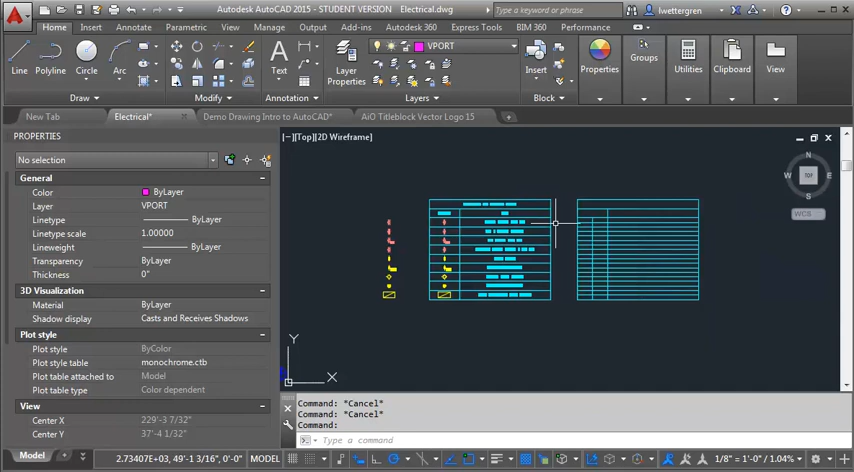 Autodesk AutoCAD 2015 - STUDENT VERSION Electrical.dwg
Type a keyword or phrase
lwettergren
Home Insert Annotate Parametric View Manage Output Add-ins Autodesk 360 Express Tools BIM 360 Performance
VPORT
Line Polyline Circle Arc Text Layer Properties Insert Properties Groups Utilities Clipboard View
Draw Modify Annotation Layers Block
New Tab Electrical* Demo Drawing Intro to AutoCAD* AiO Titleblock Vector Logo 15
PROPERTIES
[−][Top][2D Wireframe]
No selection
General
Color ByLayer
Layer VPORT
Linetype ByLayer
Linetype scale 1.00000
Lineweight ByLayer
Transparency ByLayer
Thickness 0"
3D Visualization
Material ByLayer
Shadow display Casts and Receives Shadows
Plot style
Plot style ByColor
Plot style table monochrome.ctb
Plot table attached to Model
Plot table type Color dependent
View
Center X 229'-3 7/32"
Center Y 37'-4 1/32"
N
W TOP E
S
WCS
Y
X
Command: *Cancel*
Command: *Cancel*
Command:
Type a command
Model
2.73407E+03, 49'-1 3/16", 0'-0" MODEL 1/8" = 1'-0" / 1.04%